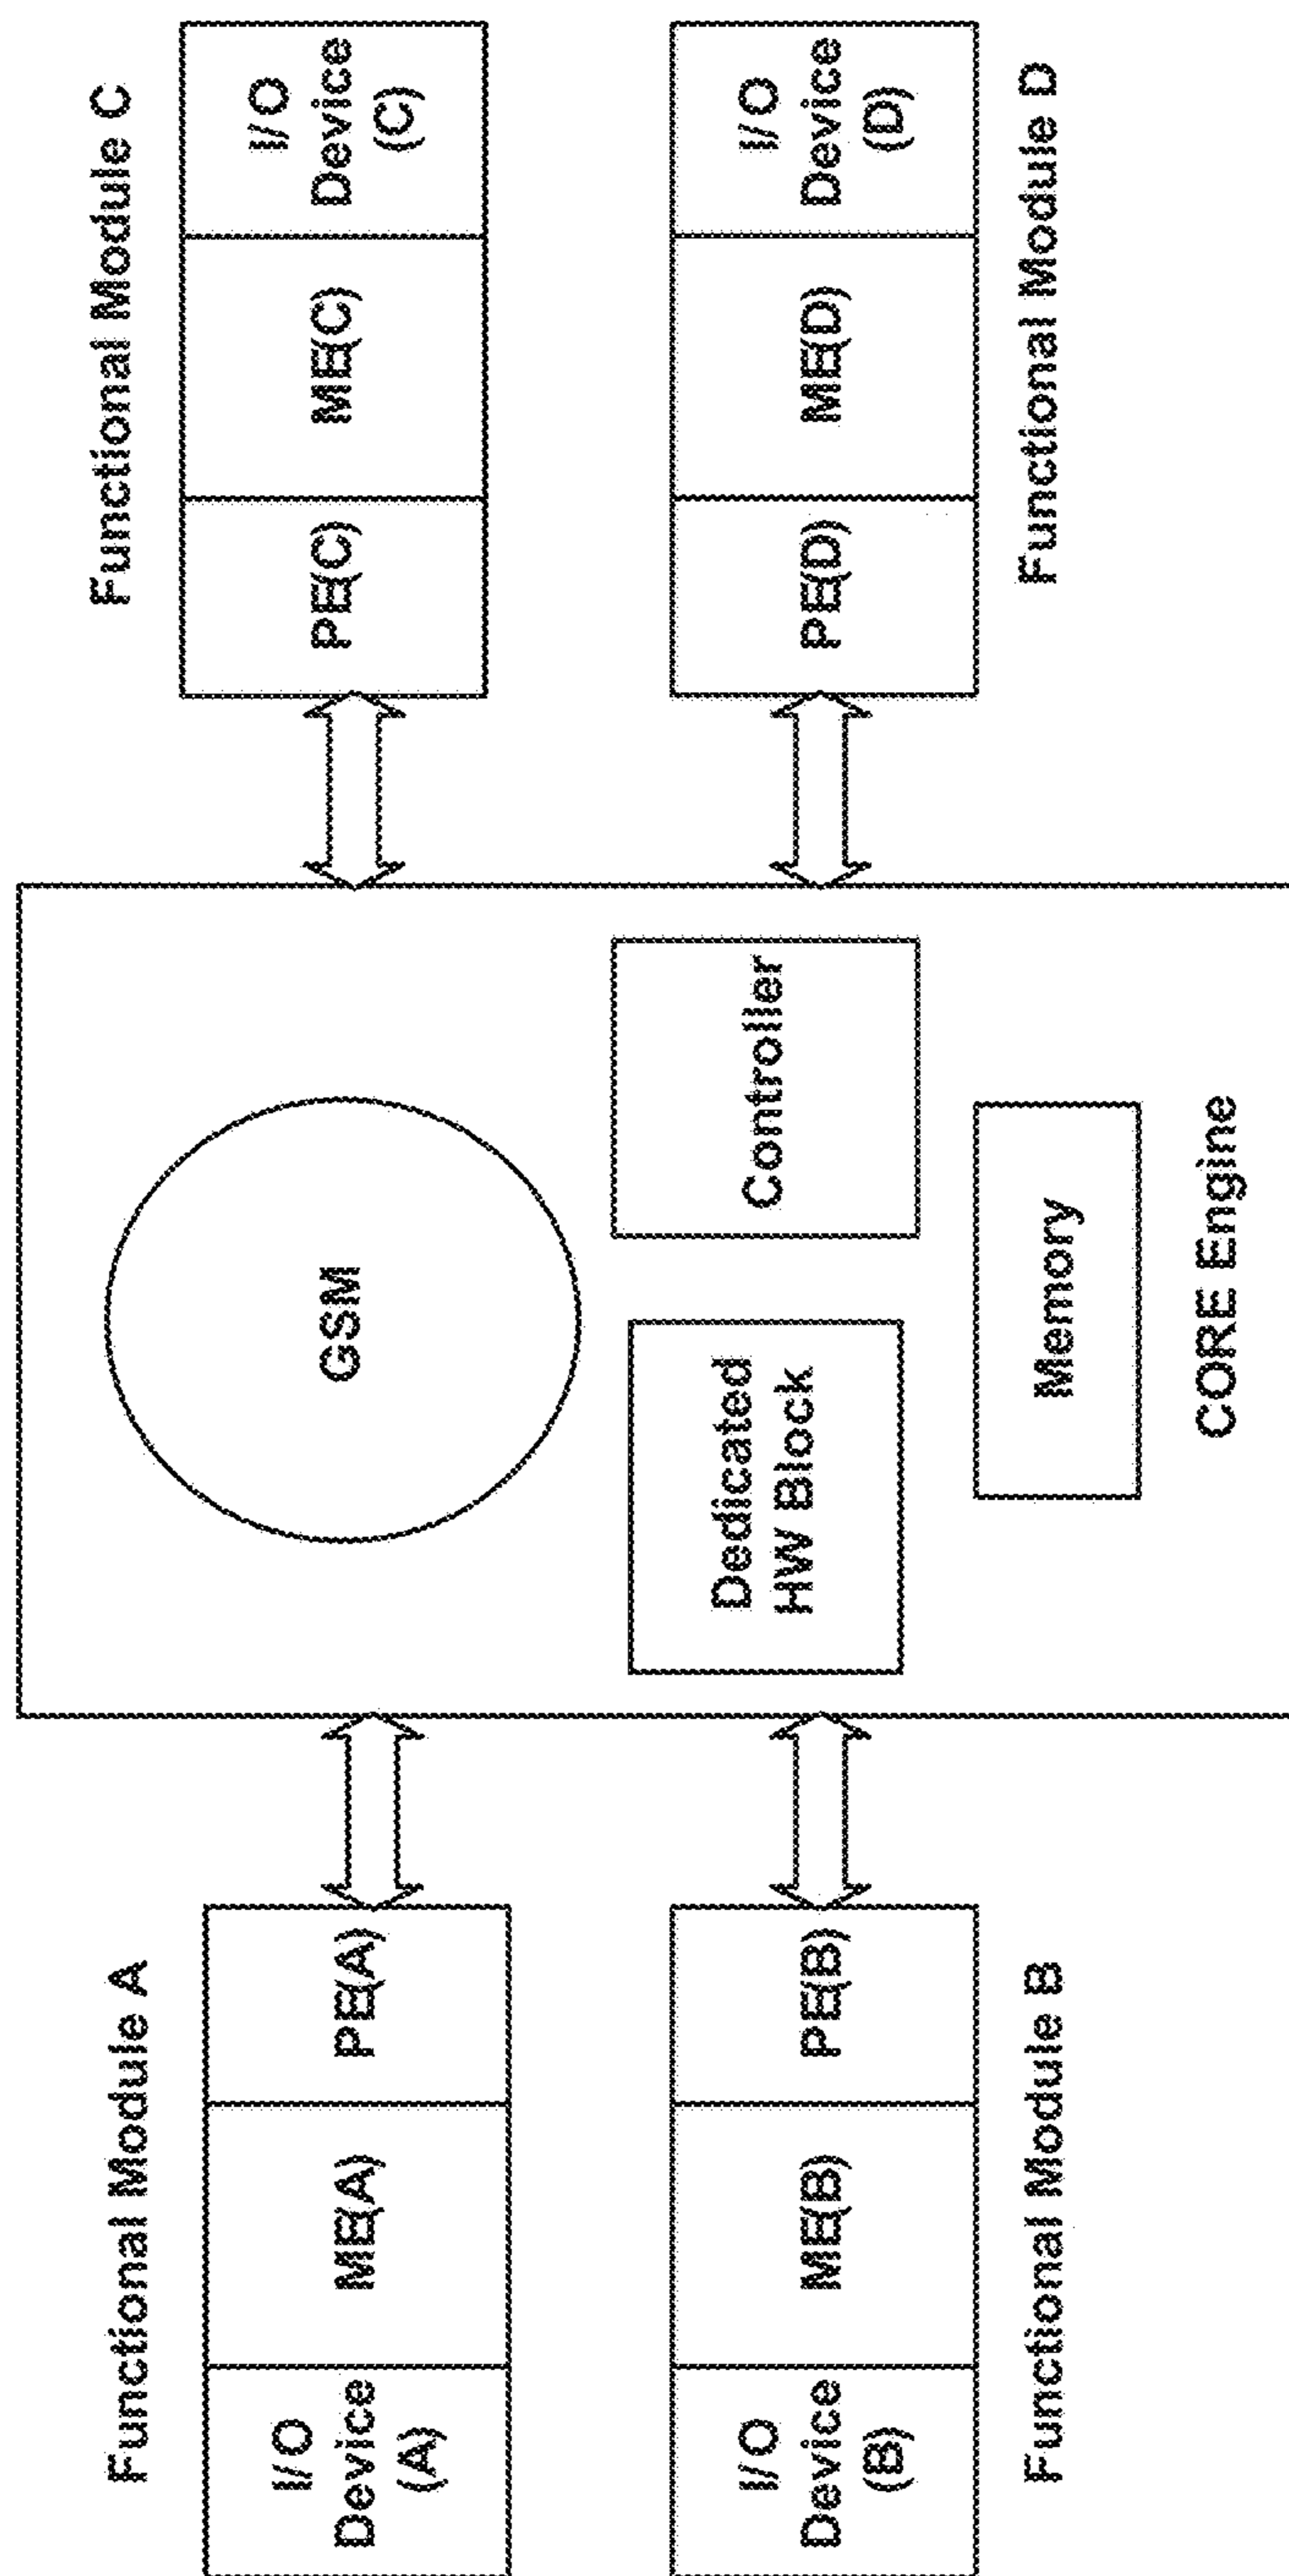 Functional Module A
I/O
Device
(A)
ME(A)
PE(A)
Functional Module B
I/O
Device
(B)
ME(B)
PE(B)
GSM
Dedicated
HW Block
Controller
Memory
CORE Engine
Functional Module C
PE(C)
ME(C)
I/O
Device
(C)
PE(D)
ME(D)
I/O
Device
(D)
Functional Module D